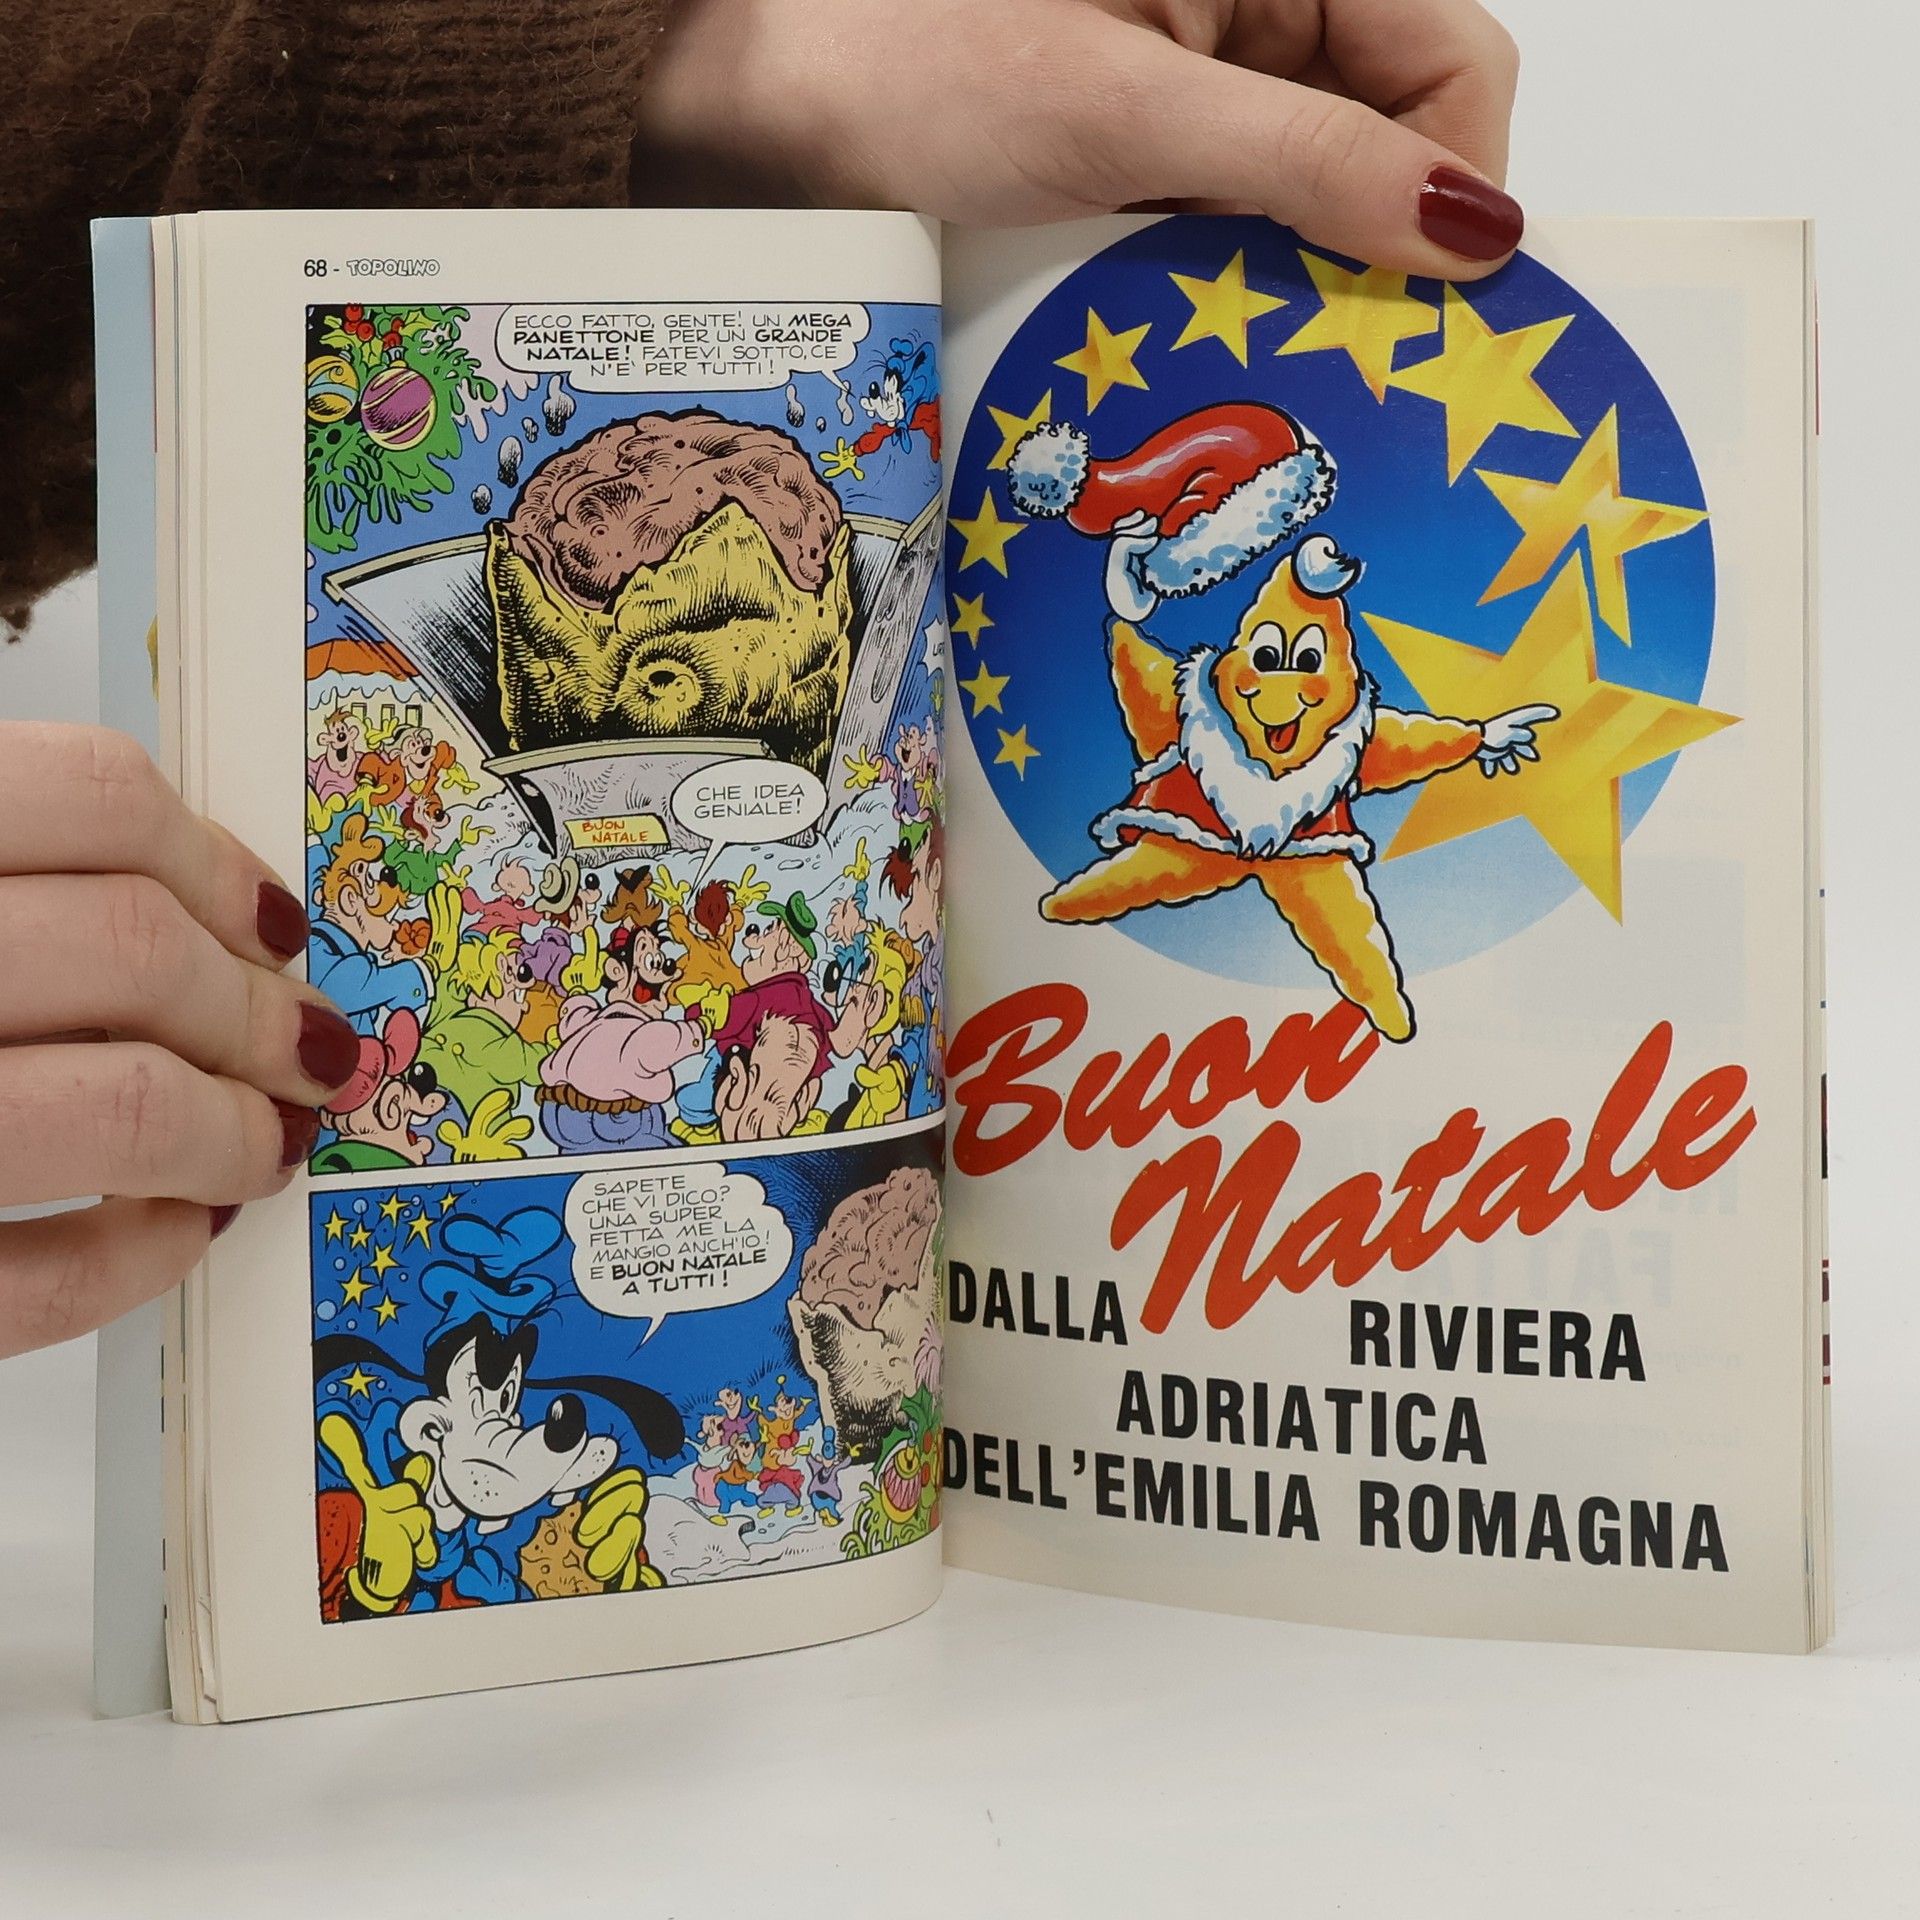 68 - TOPOLINO
ECCO FATTO, GENTE! UN MEGA
PANETTONE PER UN GRANDE
NATALE! FATEVI SOTTO, CE
N'E' PER TUTTI!
CHE IDEA
GENIALE!
BUON
NATALE
SAPETE
CHE VI DICO?
UNA SUPER
FETTA ME LA
MANGIO ANCH'IO!
E BUON NATALE
A TUTTI!
Buon
Natale
DALLA RIVIERA
ADRIATICA
DELL'EMILIA ROMAGNA